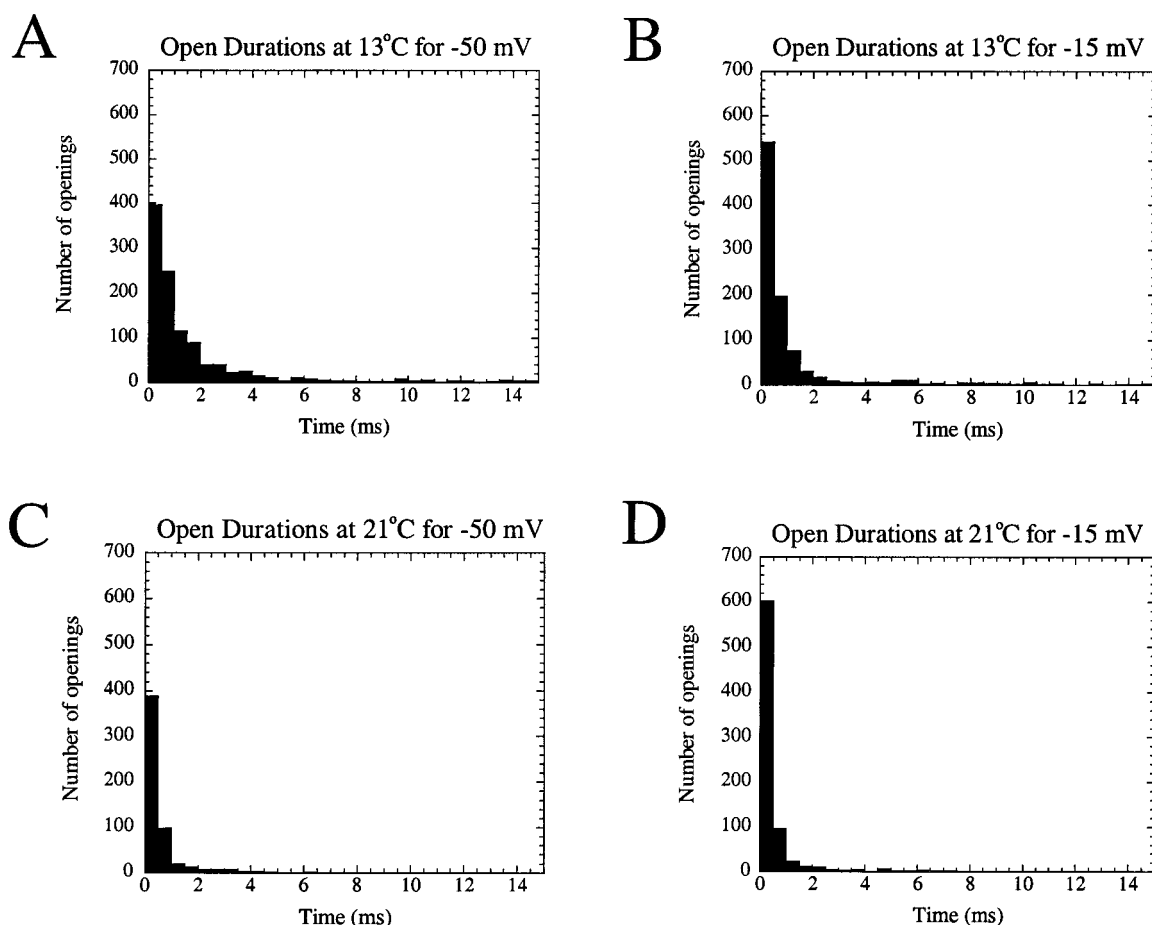 A
Open Durations at 13°C for -50 mV
700
600
500
400
300
200
100
0
Number of openings
0 2 4 6 8 10 12 14
Time (ms)
B
Open Durations at 13°C for -15 mV
700
600
500
400
300
200
100
0
Number of openings
0 2 4 6 8 10 12 14
Time (ms)
C
Open Durations at 21°C for -50 mV
700
600
500
400
300
200
100
0
Number of openings
0 2 4 6 8 10 12 14
Time (ms)
D
Open Durations at 21°C for -15 mV
700
600
500
400
300
200
100
0
Number of openings
0 2 4 6 8 10 12 14
Time (ms)